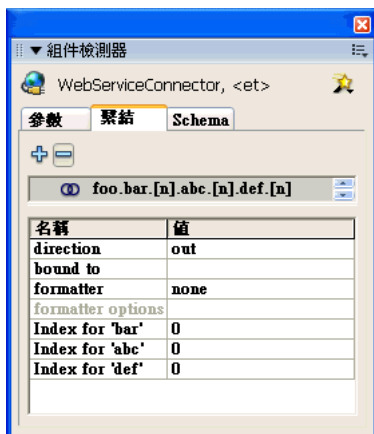 組件檢測器
WebServiceConnector, <et>
參數 繫結 Schema
foo.bar.[n].abc.[n].def.[n]
名稱 值
direction out
bound to
formatter none
formatter options
Index for 'bar' 0
Index for 'abc' 0
Index for 'def' 0